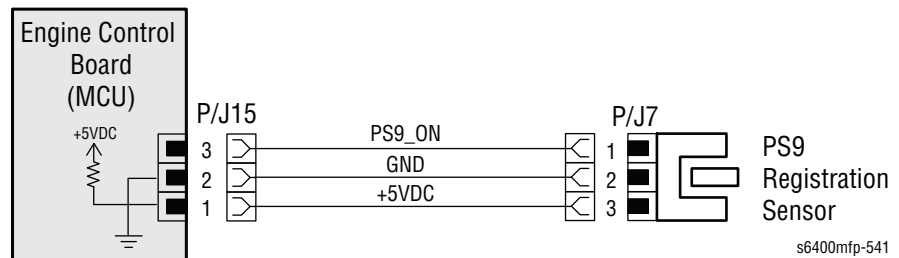 Engine Control
Board
(MCU)
+5VDC
P/J15
3
2
1
PS9_ON
GND
+5VDC
P/J7
1
2
3
PS9
Registration
Sensor
s6400mfp-541